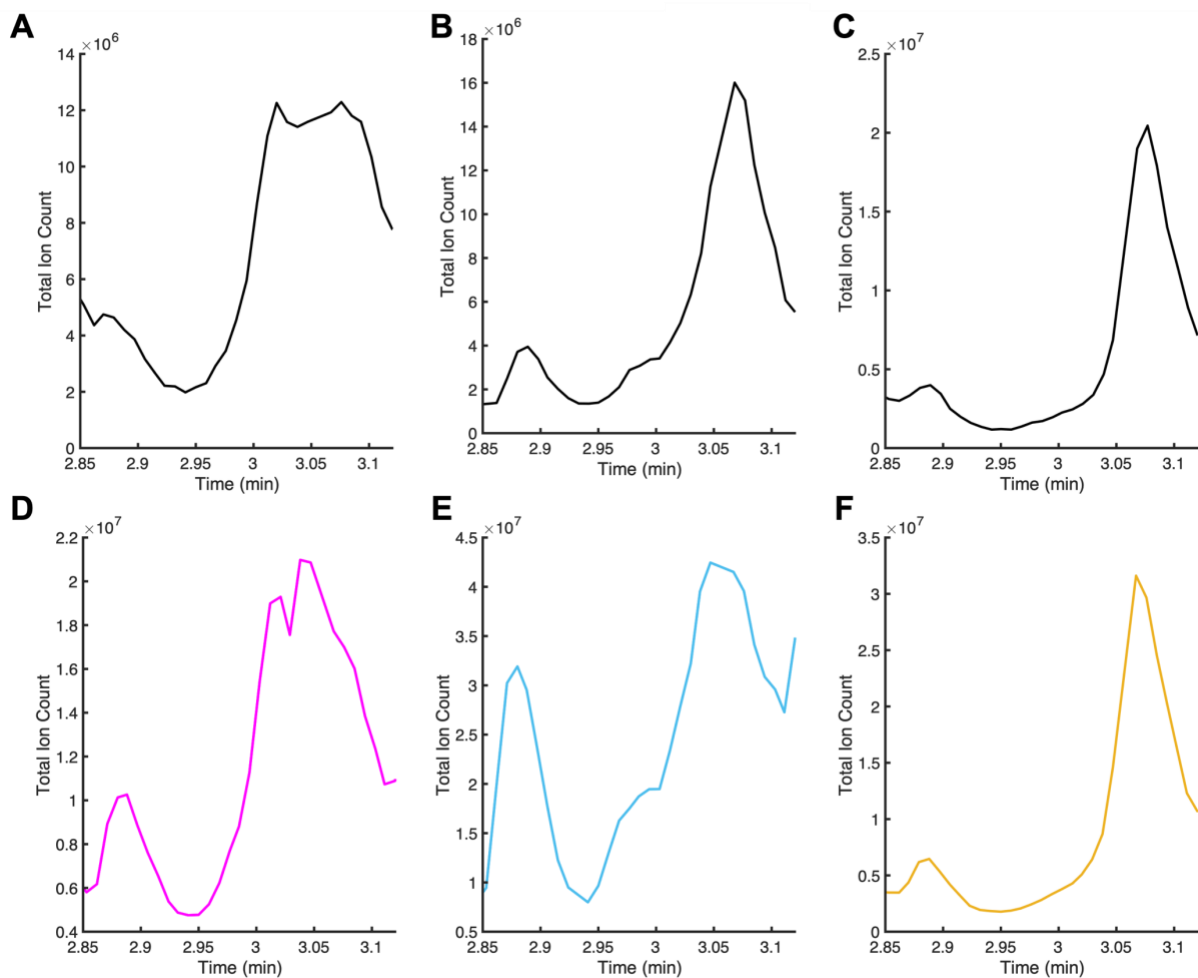 A
×10⁶
14
12
10
8
6
4
2
0
Total Ion Count
2.85 2.9 2.95 3 3.05 3.1
Time (min)
B
×10⁶
18
16
14
12
10
8
6
4
2
0
Total Ion Count
2.85 2.9 2.95 3 3.05 3.1
Time (min)
C
×10⁷
2.5
2
1.5
1
0.5
0
Total Ion Count
2.85 2.9 2.95 3 3.05 3.1
Time (min)
D
×10⁷
2.2
2
1.8
1.6
1.4
1.2
1
0.8
0.6
0.4
Total Ion Count
2.85 2.9 2.95 3 3.05 3.1
Time (min)
E
×10⁷
4.5
4
3.5
3
2.5
2
1.5
1
0.5
Total Ion Count
2.85 2.9 2.95 3 3.05 3.1
Time (min)
F
×10⁷
3.5
3
2.5
2
1.5
1
0.5
0
Total Ion Count
2.85 2.9 2.95 3 3.05 3.1
Time (min)